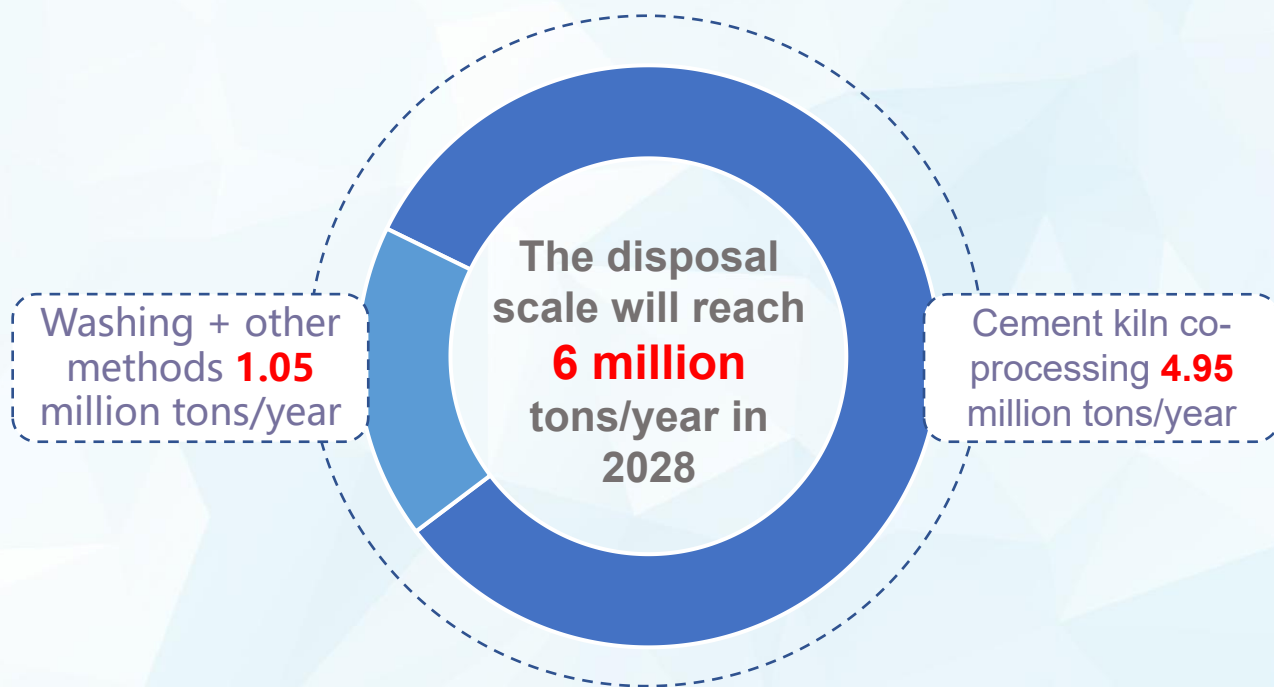 The disposal
scale will reach
6 million
tons/year in
2028
Washing + other
methods 1.05
million tons/year
Cement kiln co-
processing 4.95
million tons/year